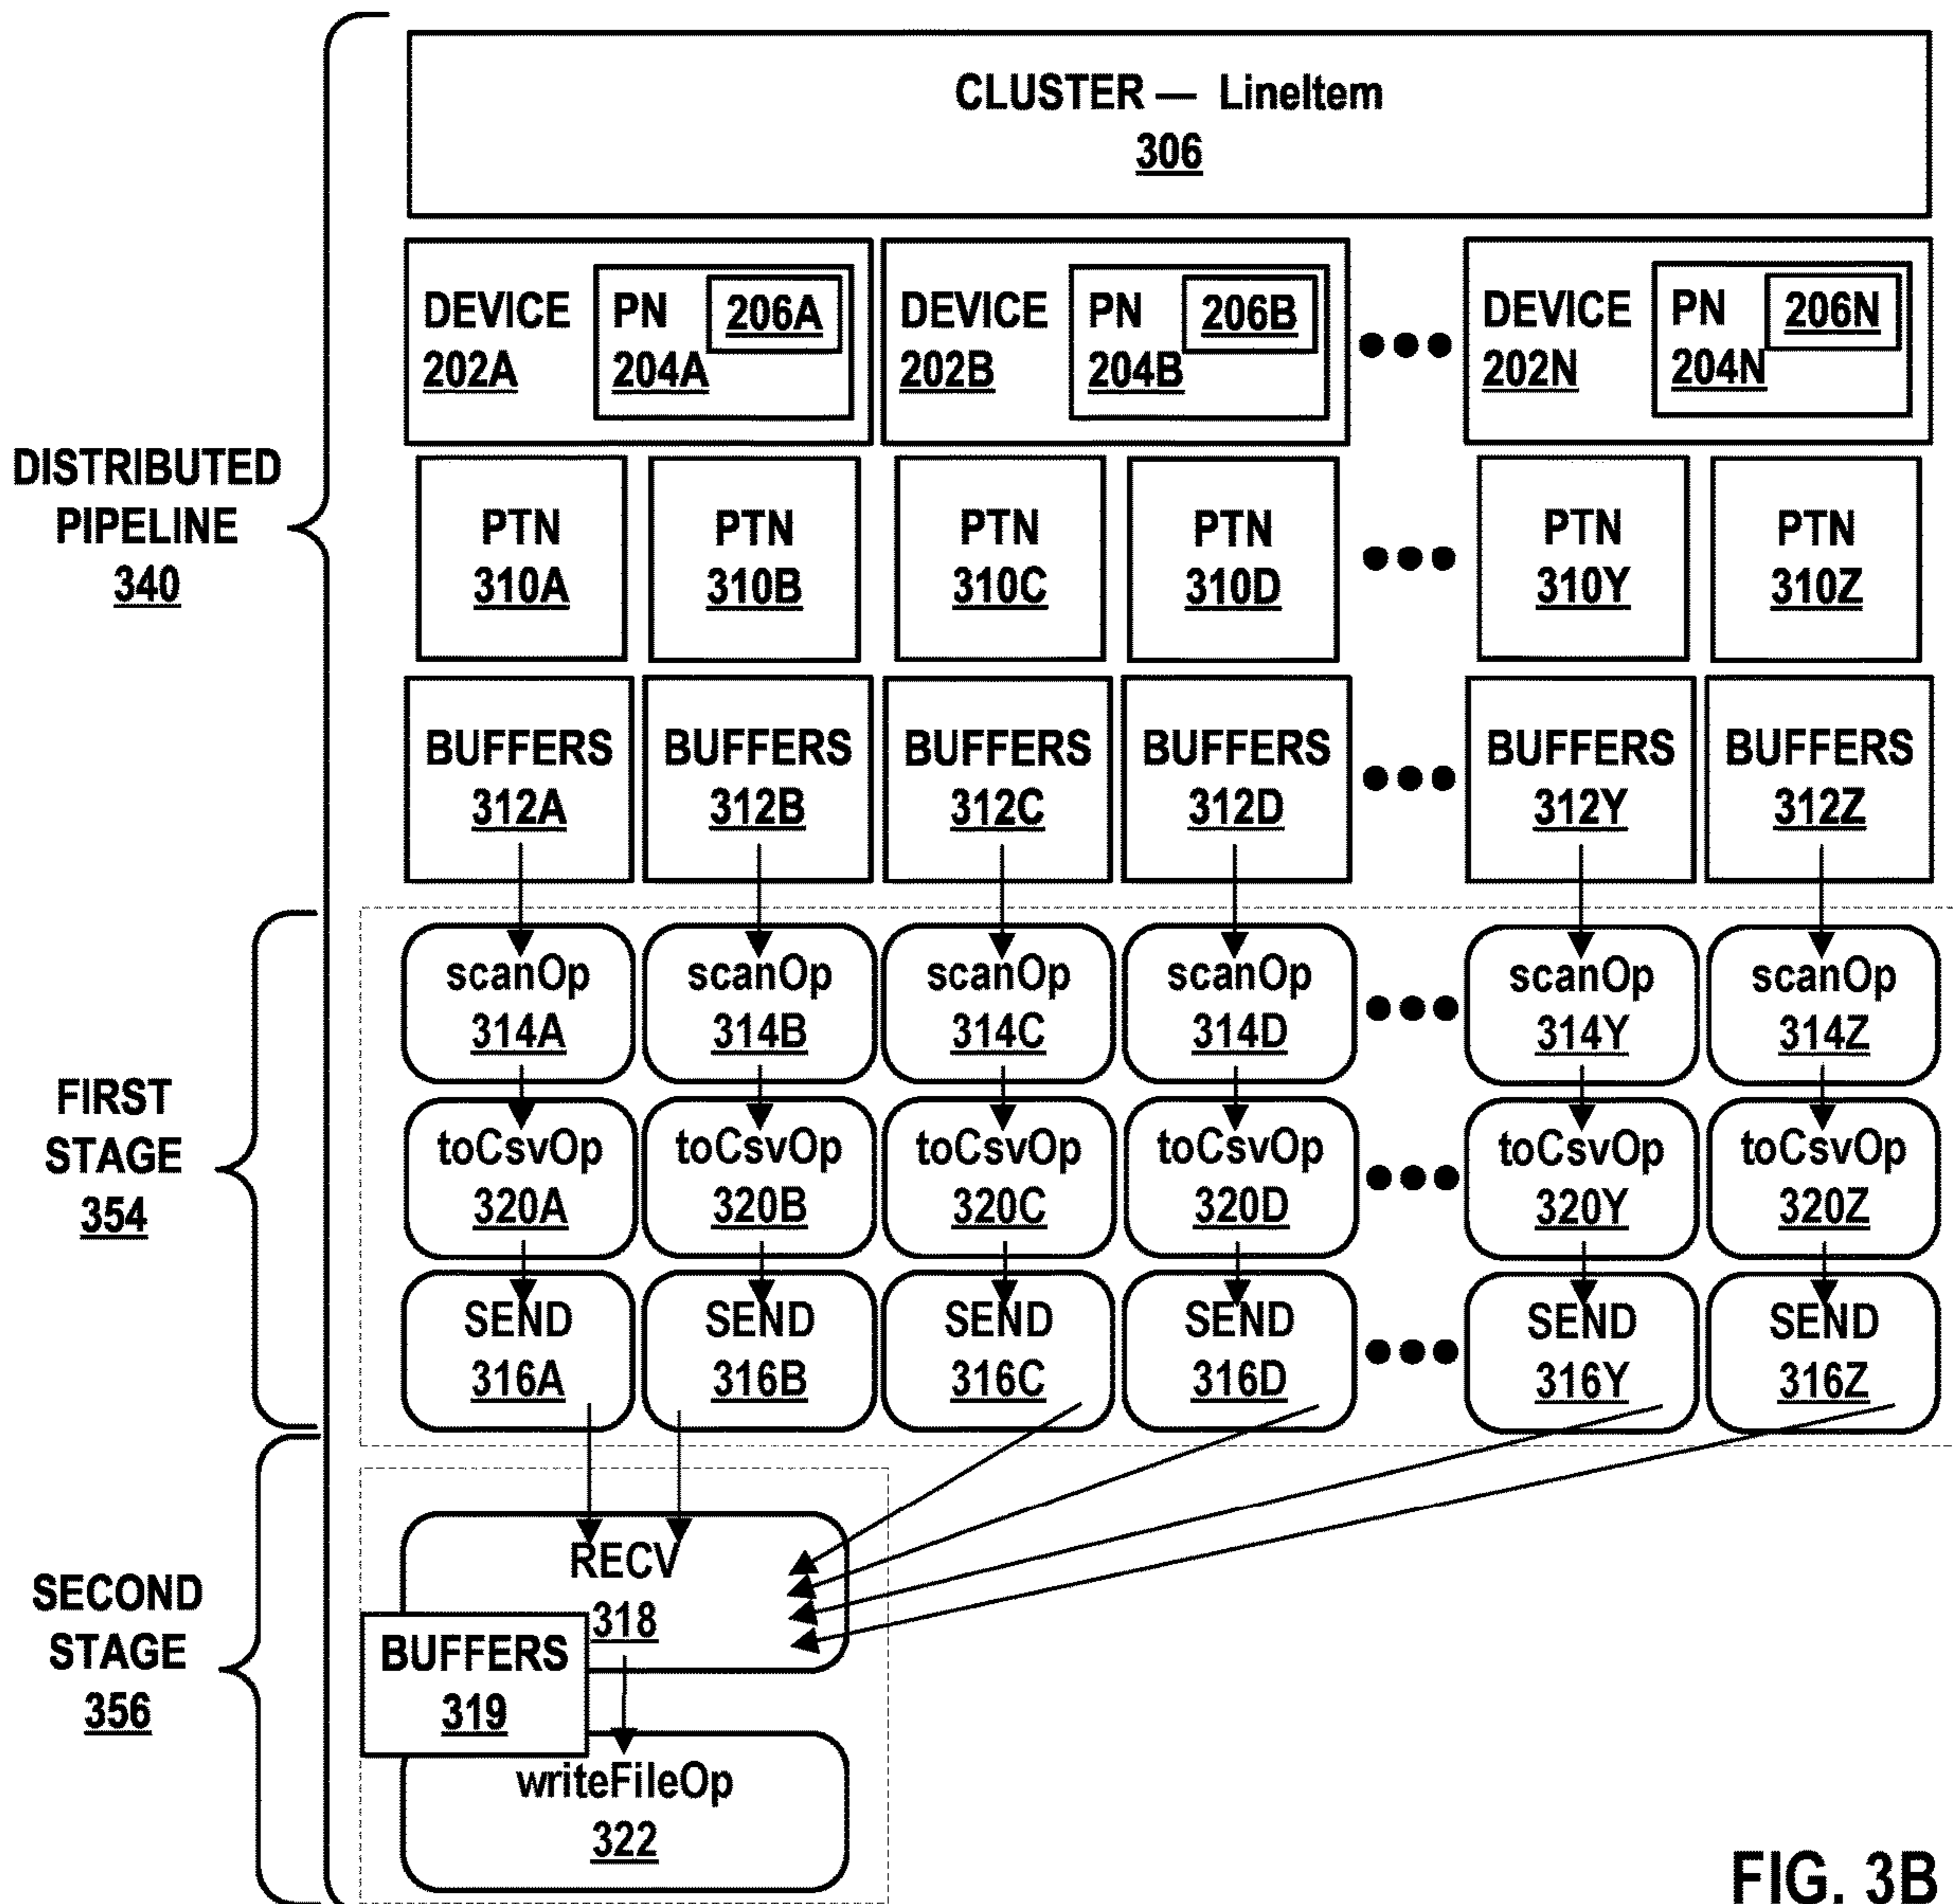 CLUSTER — LineItem
306
DEVICE
202A
PN
204A
206A
DEVICE
202B
PN
204B
206B
DEVICE
202N
PN
204N
206N
DISTRIBUTED
PIPELINE
340
PTN
310A
PTN
310B
PTN
310C
PTN
310D
PTN
310Y
PTN
310Z
BUFFERS
312A
BUFFERS
312B
BUFFERS
312C
BUFFERS
312D
BUFFERS
312Y
BUFFERS
312Z
FIRST
STAGE
354
scanOp
314A
scanOp
314B
scanOp
314C
scanOp
314D
scanOp
314Y
scanOp
314Z
toCsvOp
320A
toCsvOp
320B
toCsvOp
320C
toCsvOp
320D
toCsvOp
320Y
toCsvOp
320Z
SEND
316A
SEND
316B
SEND
316C
SEND
316D
SEND
316Y
SEND
316Z
SECOND
STAGE
356
RECV
318
BUFFERS
319
writeFileOp
322
FIG. 3B